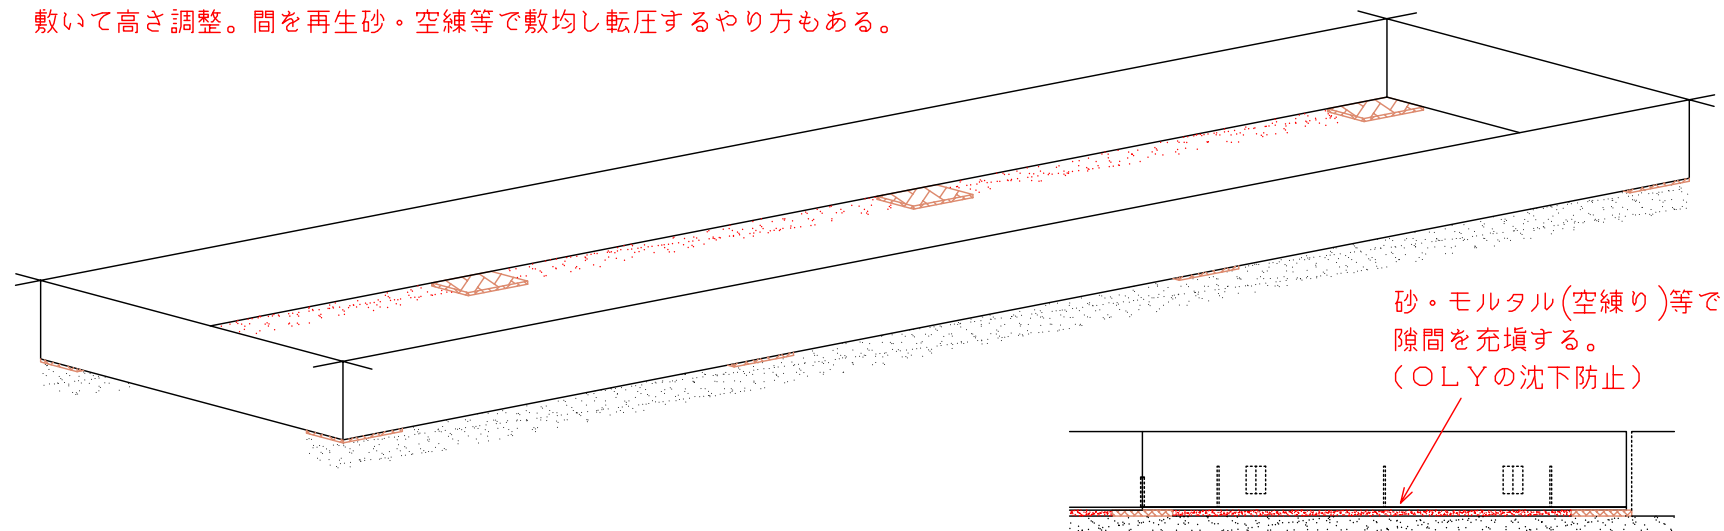 敷いて高さ調整。間を再生砂・空練等で敷均し転圧するやり方もある。
砂・モルタル(空練り)等で
隙間を充塡する。
(OLYの沈下防止)